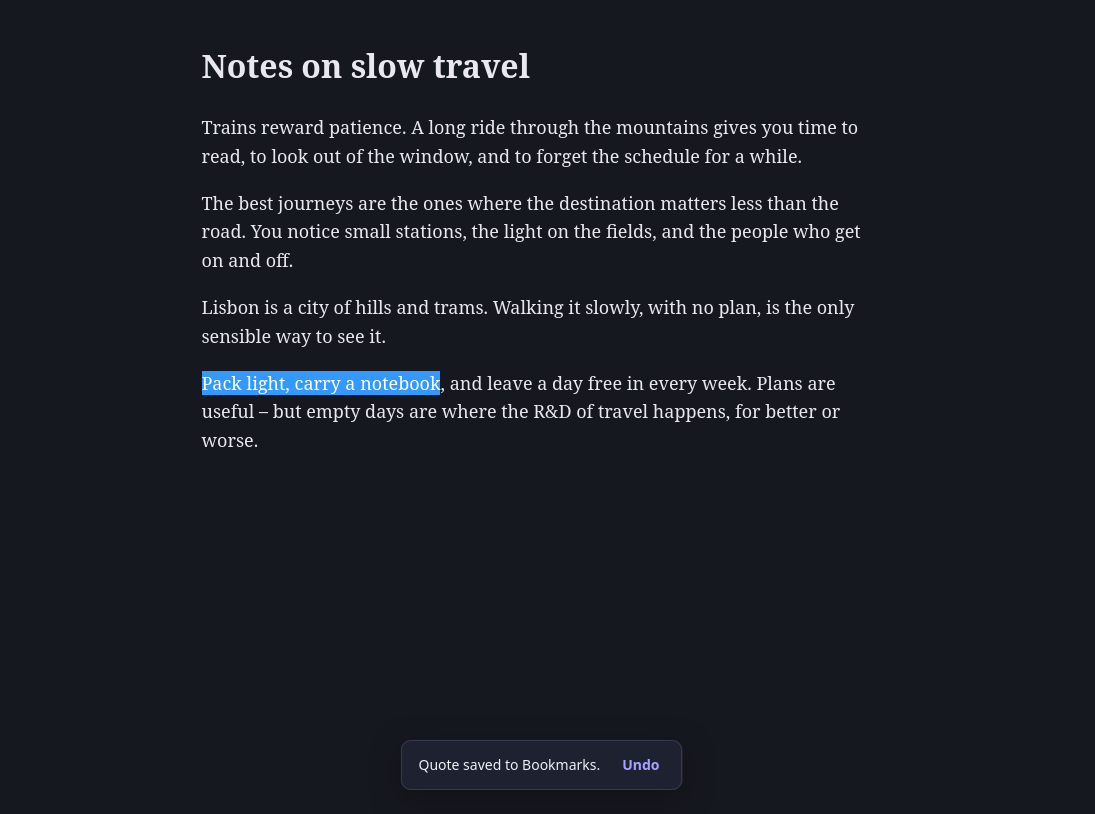 Notes on slow travel
Trains reward patience. A long ride through the mountains gives you time to
read, to look out of the window, and to forget the schedule for a while.
The best journeys are the ones where the destination matters less than the
road. You notice small stations, the light on the fields, and the people who get
on and off.
Lisbon is a city of hills and trams. Walking it slowly, with no plan, is the only
sensible way to see it.
Pack light, carry a notebook, and leave a day free in every week. Plans are
useful – but empty days are where the R&D of travel happens, for better or
worse.
Quote saved to Bookmarks. Undo